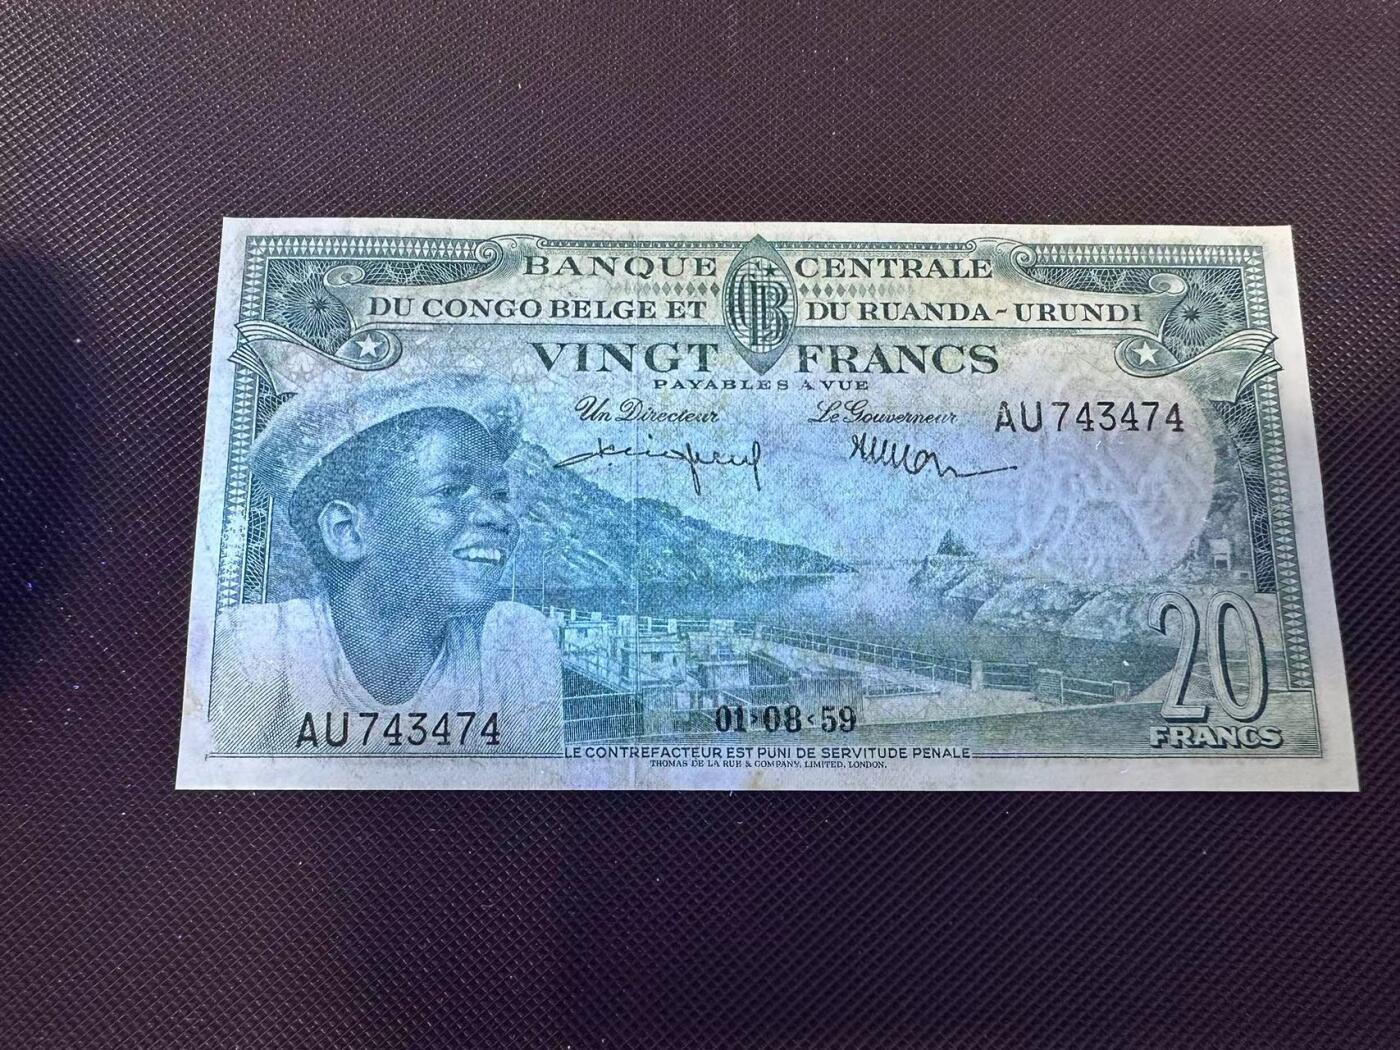 BANQUE CENTRALE
DU CONGO BELGE ET DU RUANDA-URUNDI
VINGT FRANCS
PAYABLES A VUE
Un Directeur Le Gouverneur AU743474
20
FRANCS
AU743474 01·08·59
LE CONTREFACTEUR EST PUNI DE SERVITUDE PENALE
THOMAS DE LA RUE & COMPANY, LIMITED, LONDON.